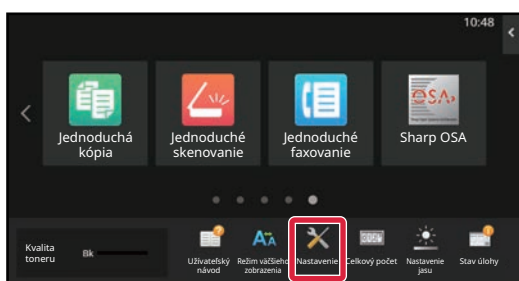 10:48
Jednoduchá
kópia
Jednoduché
skenovanie
Jednoduché
faxovanie
OSA
Sharp OSA
Kvalita
toneru
Bk
Užívateľský
návod
Režim väčšieho
zobrazenia
Nastavenie
Celkový počet
Nastavenie
jasu
Stav úlohy